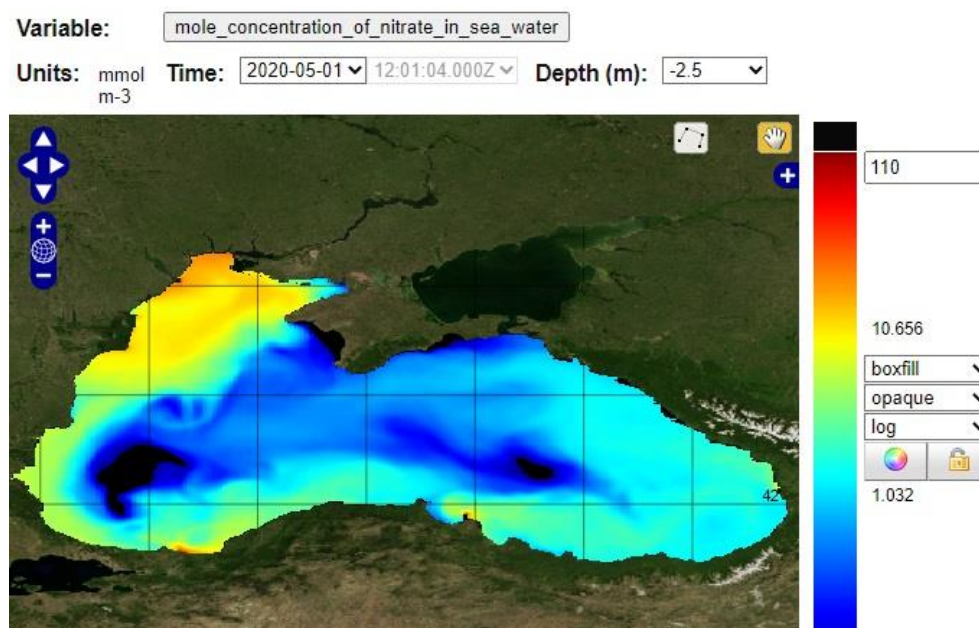 Variable: mole_concentration_of_nitrate_in_sea_water
Units: mmol m-3 Time: 2020-05-01 12:01:04.000Z Depth (m): -2.5
110
10.656
boxfill
opaque
log
1.032
42